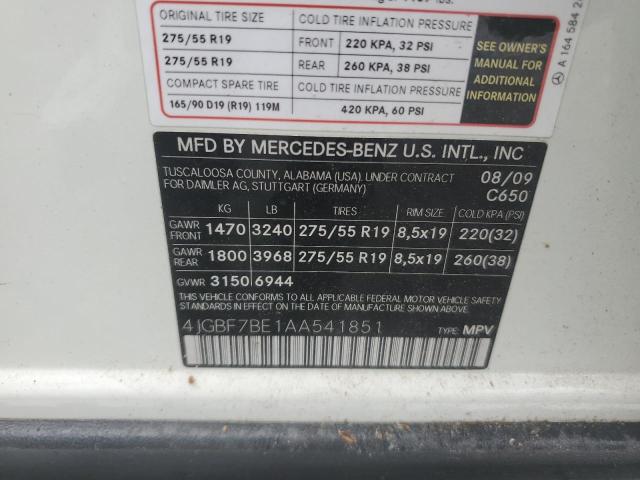 lbs.
ORIGINAL TIRE SIZE COLD TIRE INFLATION PRESSURE
275/55 R19 FRONT 220 KPA, 32 PSI
275/55 R19 REAR 260 KPA, 38 PSI
COMPACT SPARE TIRE COLD TIRE INFLATION PRESSURE
165/90 D19 (R19) 119M 420 KPA, 60 PSI
SEE OWNER'S
MANUAL FOR
ADDITIONAL
INFORMATION
A 164 584
MFD BY MERCEDES-BENZ U.S. INTL., INC
TUSCALOOSA COUNTY, ALABAMA (USA). UNDER CONTRACT 08/09
FOR DAIMLER AG, STUTTGART (GERMANY) C650
KG LB TIRES RIM SIZE COLD KPA (PSI)
GAWR FRONT 1470 3240 275/55 R19 8,5x19 220(32)
GAWR REAR 1800 3968 275/55 R19 8,5x19 260(38)
GVWR 3150 6944
THIS VEHICLE CONFORMS TO ALL APPLICABLE FEDERAL MOTOR VEHICLE SAFETY
STANDARDS IN EFFECT ON THE DATE OF MANUFACTURE SHOWN ABOVE.
4JGBF7BE1AA541851 TYPE: MPV